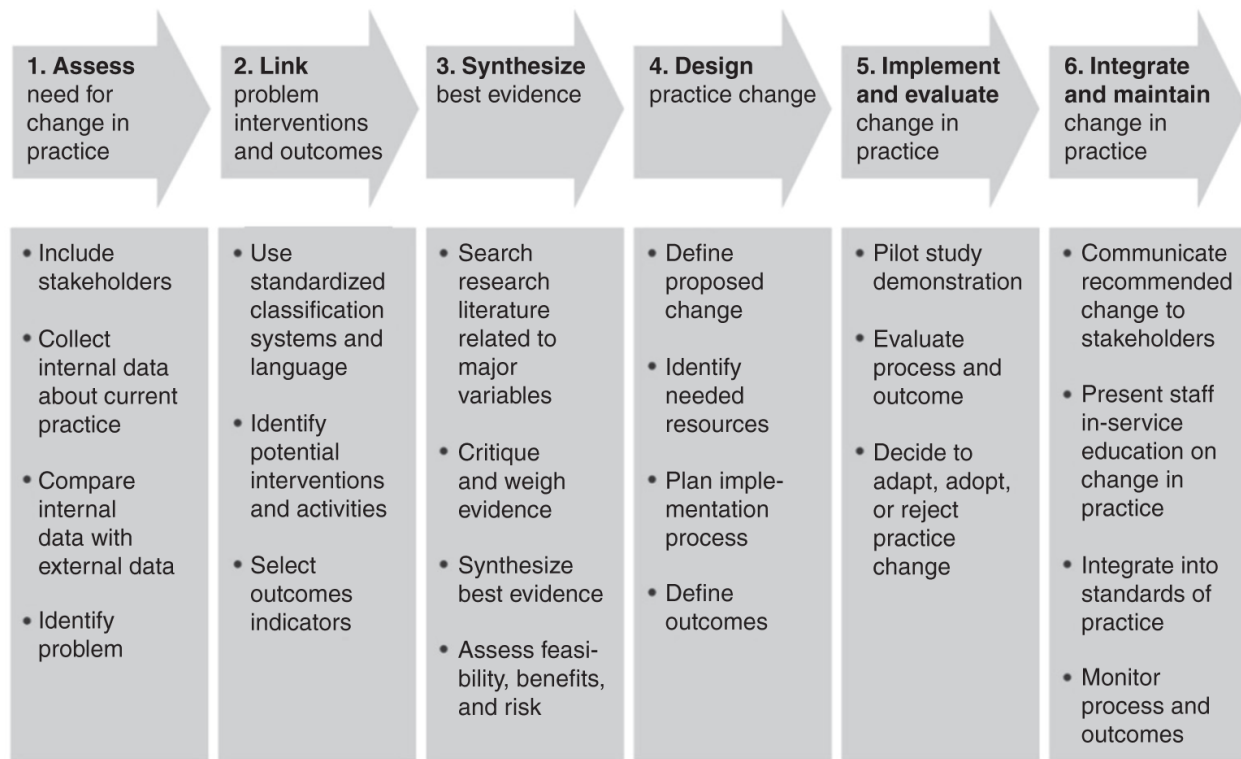 1. Assess
need for
change in
practice
2. Link
problem
interventions
and outcomes
3. Synthesize
best evidence
4. Design
practice change
5. Implement
and evaluate
change in
practice
6. Integrate
and maintain
change in
practice
• Include
stakeholders
• Collect
internal data
about current
practice
• Compare
internal
data with
external data
• Identify
problem
• Use
standardized
classification
systems and
language
• Identify
potential
interventions
and activities
• Select
outcomes
indicators
• Search
research
literature
related to
major
variables
• Critique
and weigh
evidence
• Synthesize
best evidence
• Assess feasi-
bility, benefits,
and risk
• Define
proposed
change
• Identify
needed
resources
• Plan imple-
mentation
process
• Define
outcomes
• Pilot study
demonstration
• Evaluate
process and
outcome
• Decide to
adapt, adopt,
or reject
practice
change
• Communicate
recommended
change to
stakeholders
• Present staff
in-service
education on
change in
practice
• Integrate into
standards of
practice
• Monitor
process and
outcomes